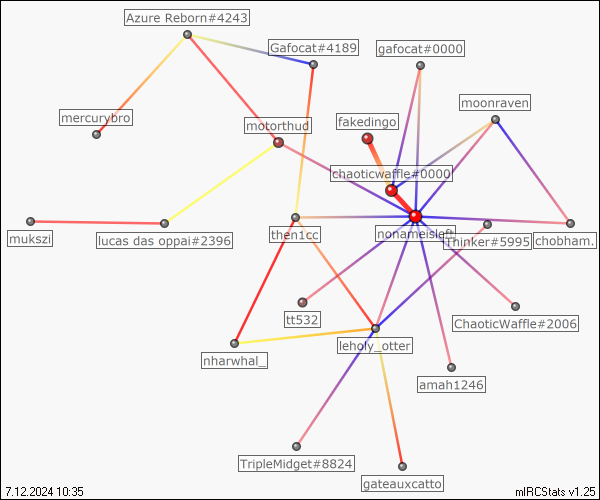 Azure Reborn#4243
Gafocat#4189
gafocat#0000
moonraven
mercurybro
motorthud
fakedingo
chaoticwaffle#0000
mukszi
lucas das oppai#2396
then1cc
nonameisleft
Thinker#5995
chobham.
tt532
ChaoticWaffle#2006
nharwhal_
leholy_otter
amah1246
TripleMidget#8824
gateauxcatto
7.12.2024 10:35
mIRCStats v1.25